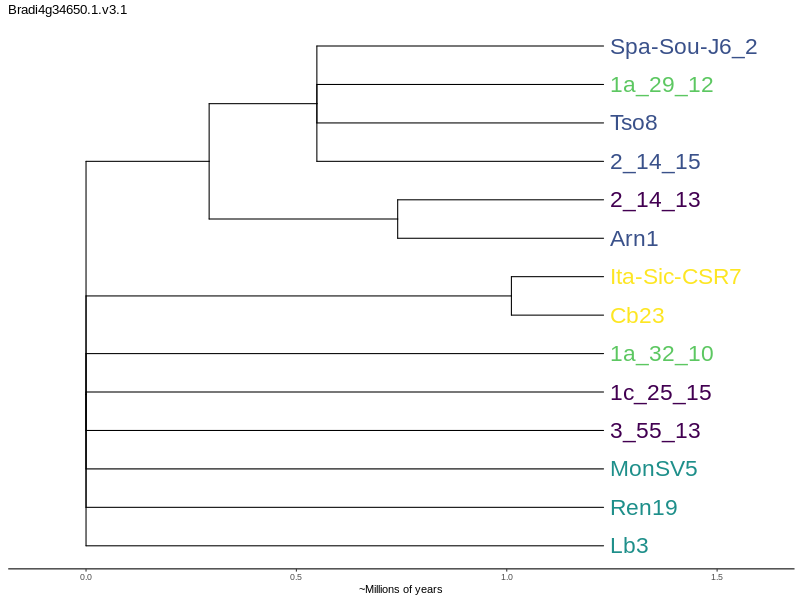 Bradi4g34650.1.v3.1
Spa-Sou-J6_2
1a_29_12
Tso8
2_14_15
2_14_13
Arn1
Ita-Sic-CSR7
Cb23
1a_32_10
1c_25_15
3_55_13
MonSV5
Ren19
Lb3
0.0 0.5 1.0 1.5
~Millions of years